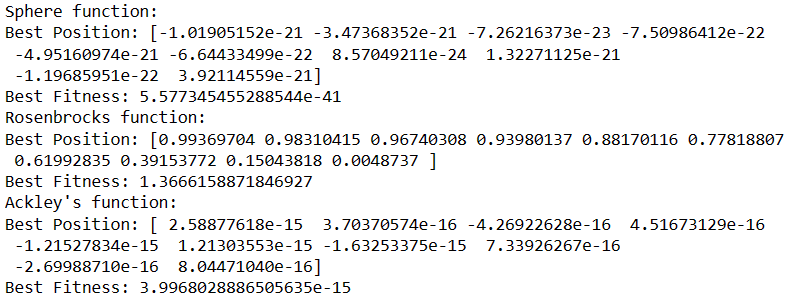 Sphere function:
Best Position: [-1.01905152e-21 -3.47368352e-21 -7.26216373e-23 -7.50986412e-22
 -4.95160974e-21 -6.64433499e-22  8.57049211e-24  1.32271125e-21
 -1.19685951e-22  3.92114559e-21]
Best Fitness: 5.577345455288544e-41
Rosenbrocks function:
Best Position: [0.99369704 0.98310415 0.96740308 0.93980137 0.88170116 0.77818807
 0.61992835 0.39153772 0.15043818 0.0048737 ]
Best Fitness: 1.3666158871846927
Ackley's function:
Best Position: [ 2.58877618e-15  3.70370574e-16 -4.26922628e-16  4.51673129e-16
 -1.21527834e-15  1.21303553e-15 -1.63253375e-15  7.33926267e-16
 -2.69988710e-16  8.04471040e-16]
Best Fitness: 3.9968028886505635e-15